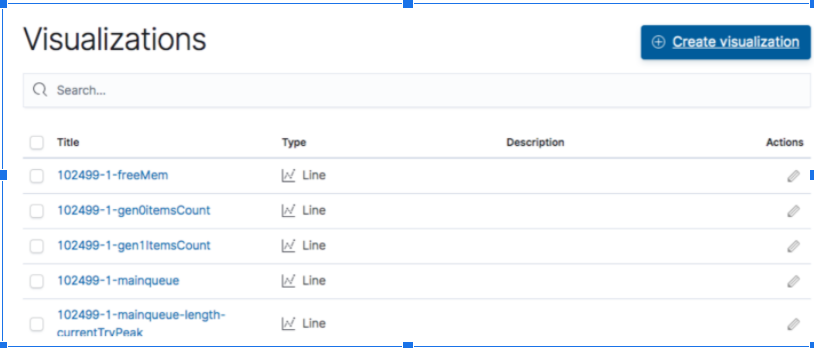 Visualizations
Create visualization
Search...
Title Type Description Actions
102499-1-freeMem Line
102499-1-gen0itemsCount Line
102499-1-gen1ItemsCount Line
102499-1-mainqueue Line
102499-1-mainqueue-length-
currentTryPeak Line